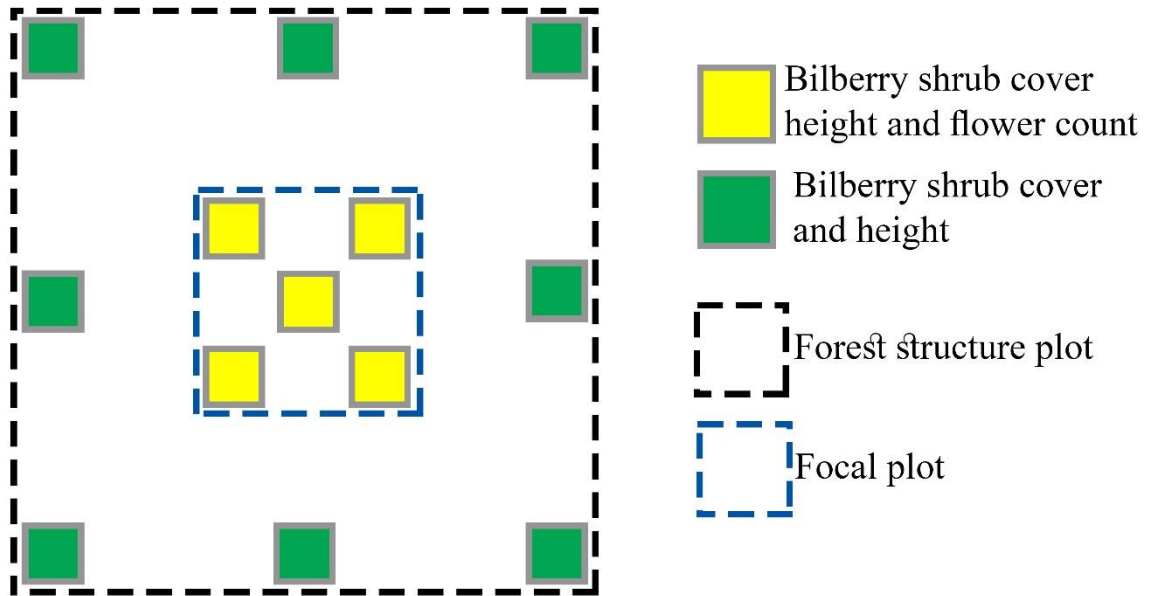 Bilberry shrub cover
height and flower count
Bilberry shrub cover
and height
Forest structure plot
Focal plot